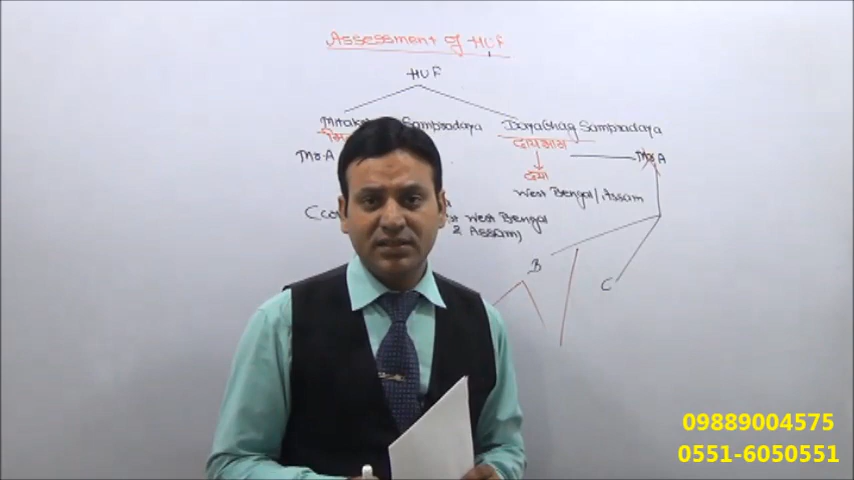 Assessment of HUF
HUF
Sampradaya Dayabhag Sampradaya
दायभाग
Mr. A Mr. A
दया
West Bengal/Assam
West Bengal
& Assam)
B
C
09889004575
0551-6050551